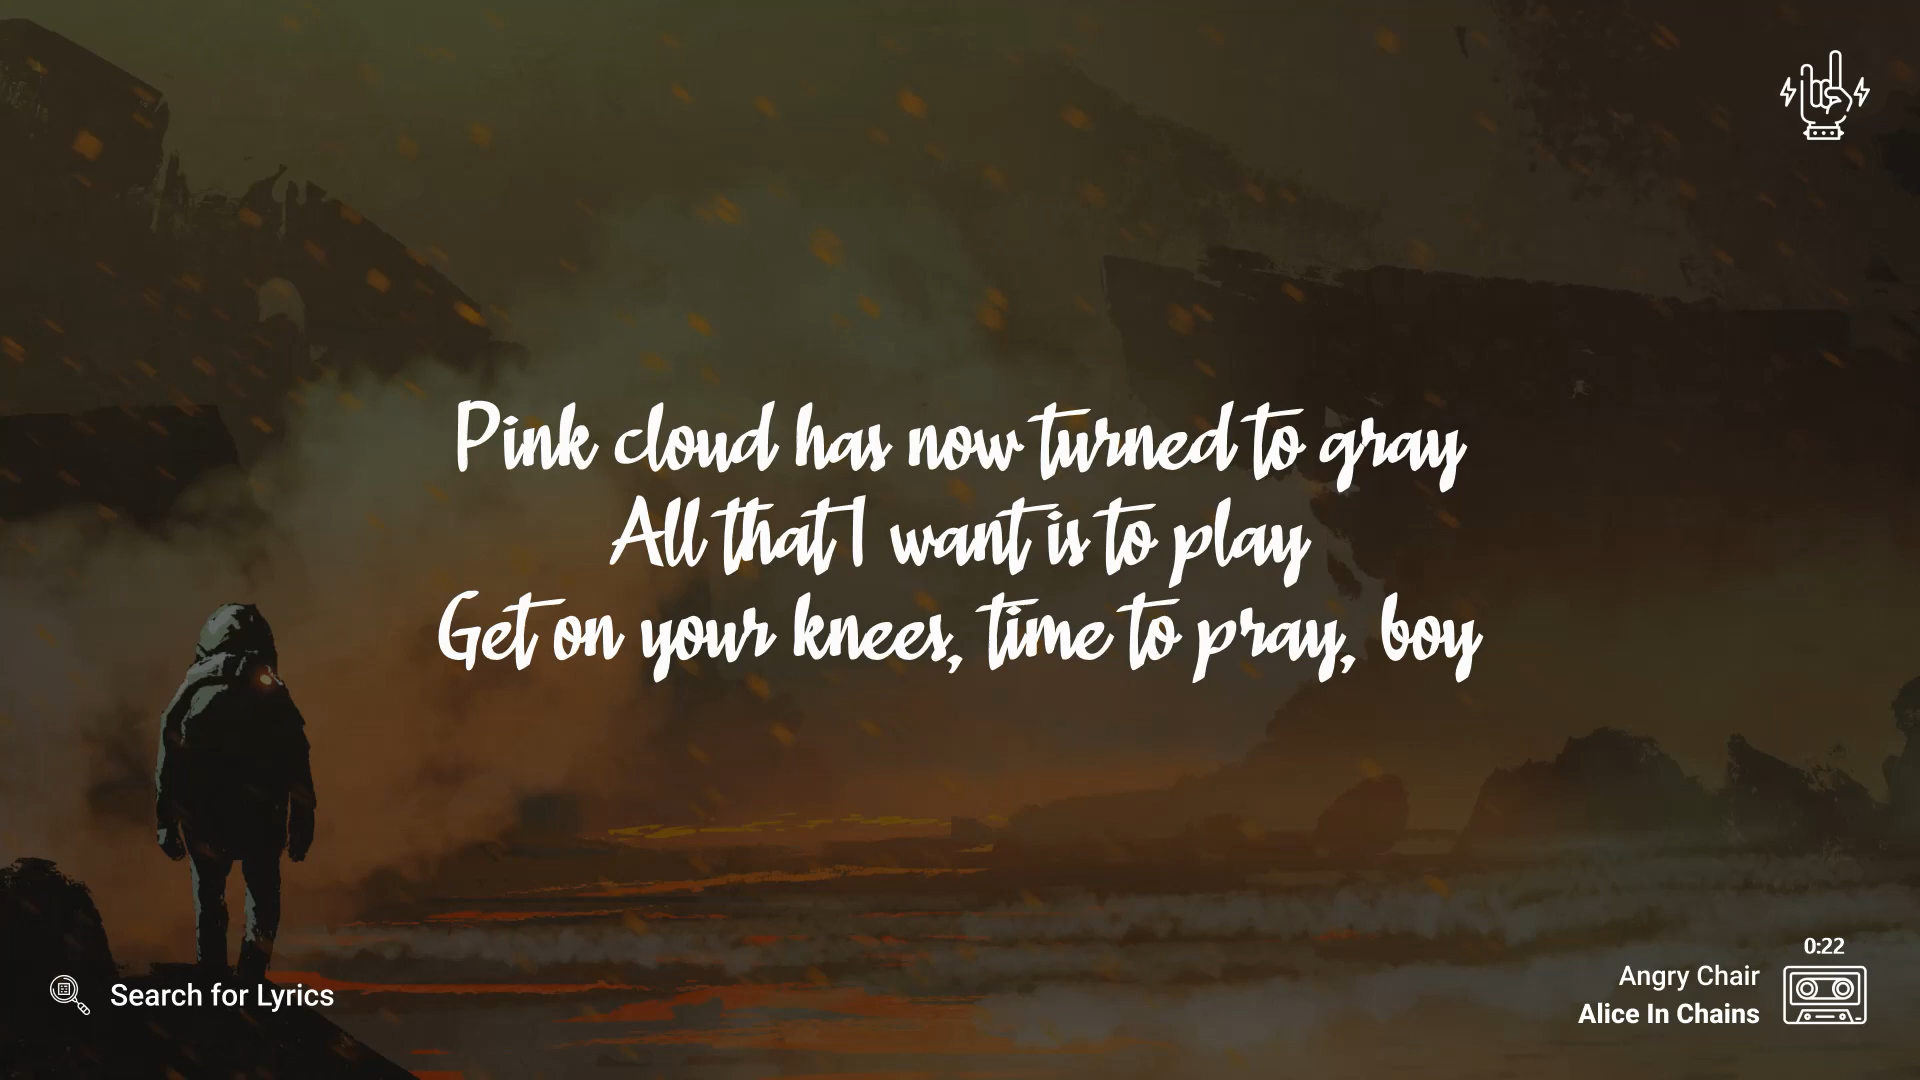 Pink cloud has now turned to gray
All that I want is to play
Get on your knees, time to pray, boy
Search for Lyrics
0:22
Angry Chair
Alice In Chains